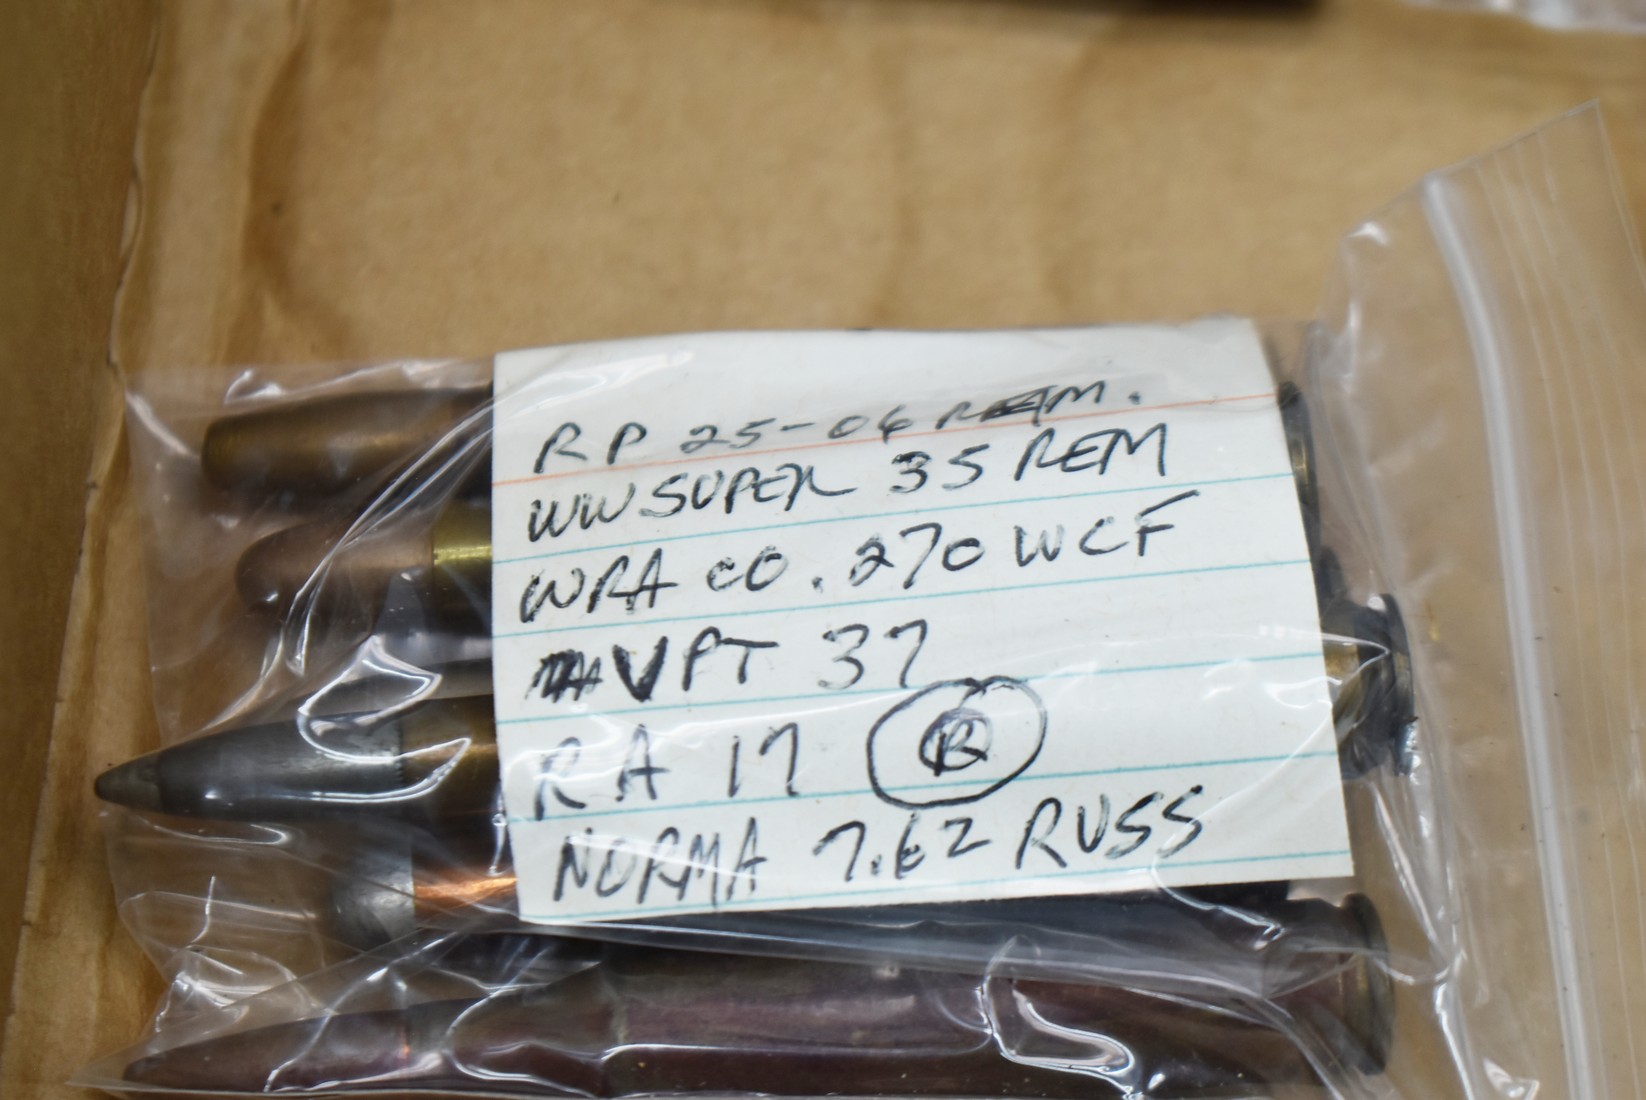 RP 25-06 REM.
WW SUPER 35 REM
WRA CO. .270 WCF
VPT 37
RA 17 R
NORMA 7.62 RUSS